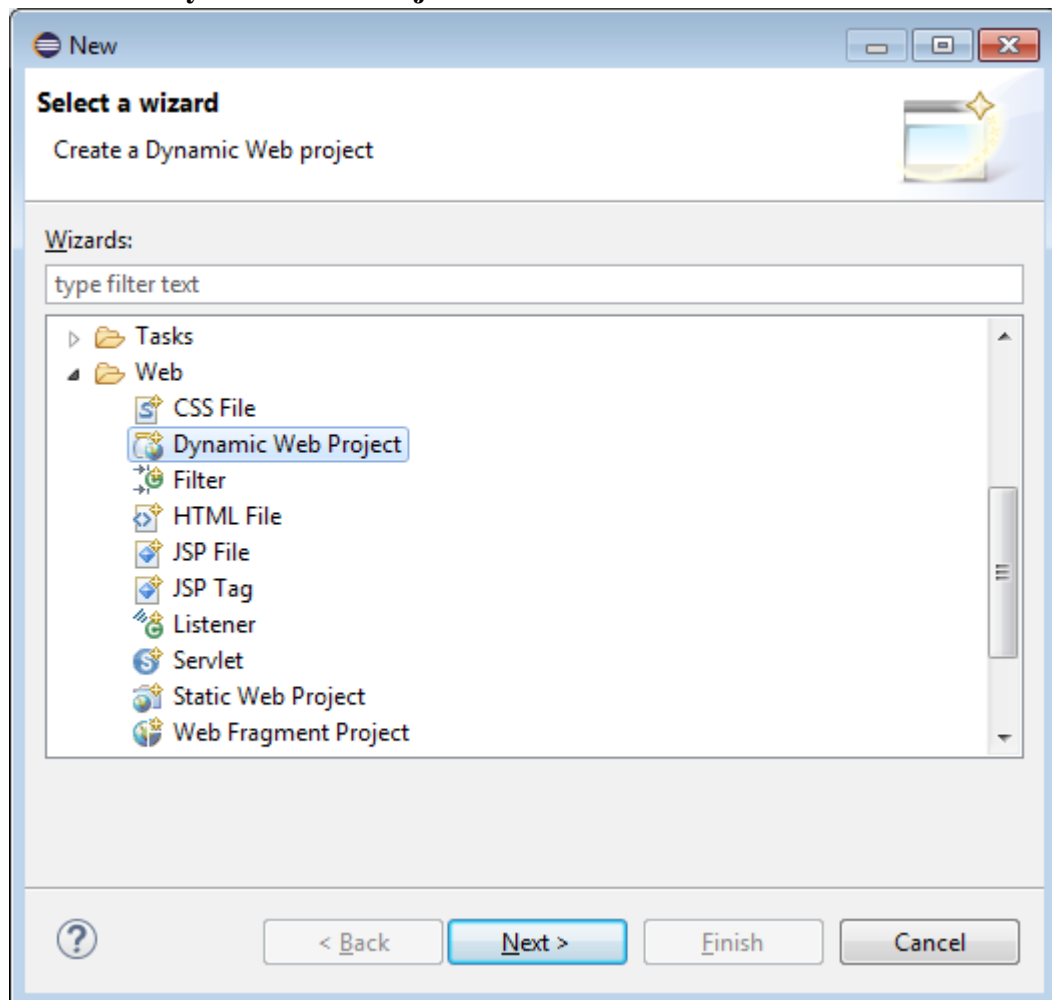 New
Select a wizard
Create a Dynamic Web project
Wizards:
type filter text
Tasks
Web
CSS File
Dynamic Web Project
Filter
HTML File
JSP File
JSP Tag
Listener
Servlet
Static Web Project
Web Fragment Project
< Back Next > Finish Cancel